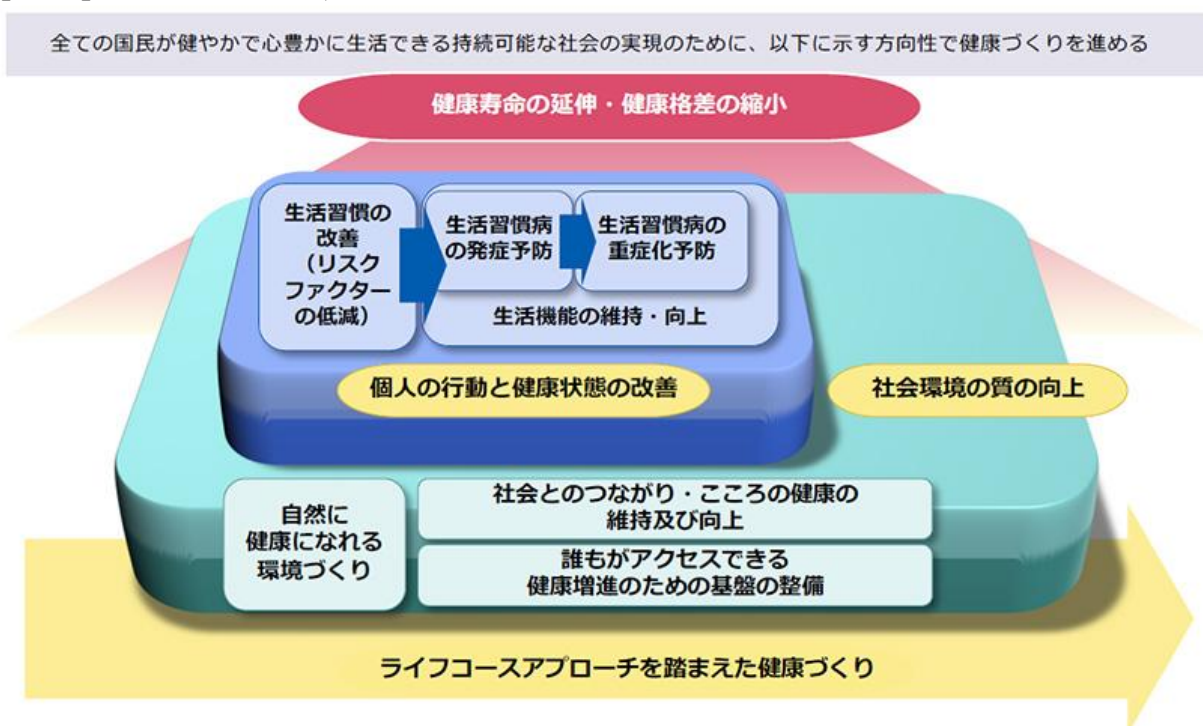 全ての国民が健やかで心豊かに生活できる持続可能な社会の実現のために、以下に示す方向性で健康づくりを進める
健康寿命の延伸・健康格差の縮小
生活習慣の
改善
（リスク
ファクター
の低減）
生活習慣病
の発症予防
生活習慣病の
重症化予防
生活機能の維持・向上
個人の行動と健康状態の改善
社会環境の質の向上
自然に
健康になれる
環境づくり
社会とのつながり・こころの健康の
維持及び向上
誰もがアクセスできる
健康増進のための基盤の整備
ライフコースアプローチを踏まえた健康づくり